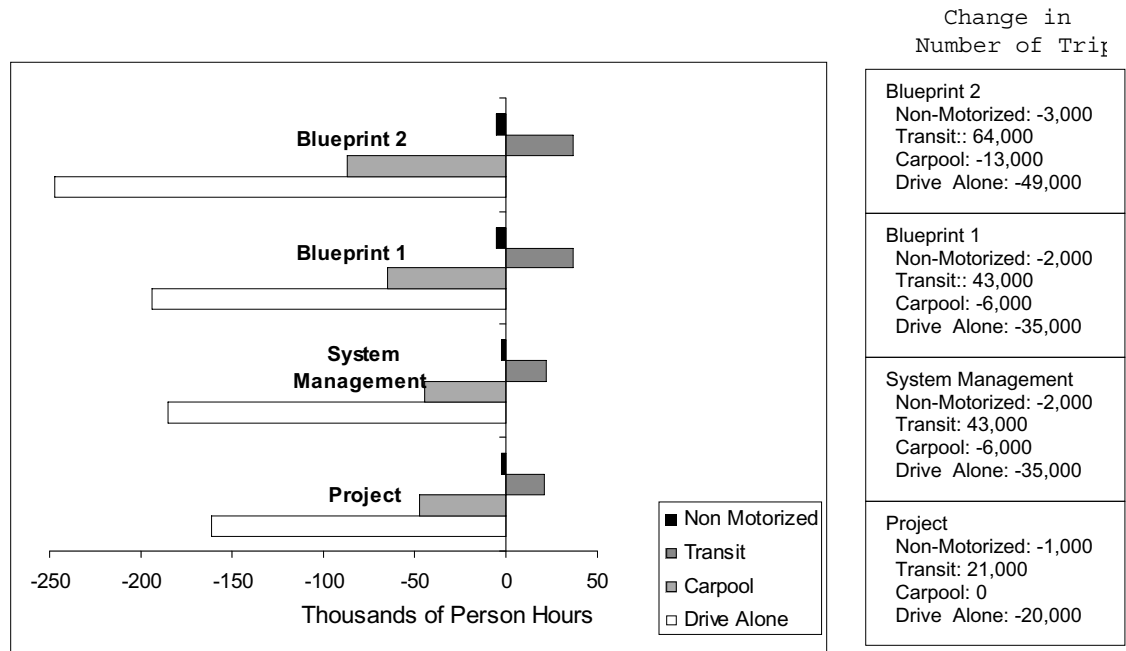 Change in
Number of Trip
Blueprint 2
Blueprint 1
System
Management
Project
-250 -200 -150 -100 -50 0 50
Thousands of Person Hours
Non Motorized
Transit
Carpool
Drive Alone
Blueprint 2
Non-Motorized: -3,000
Transit:: 64,000
Carpool: -13,000
Drive Alone: -49,000
Blueprint 1
Non-Motorized: -2,000
Transit:: 43,000
Carpool: -6,000
Drive Alone: -35,000
System Management
Non-Motorized: -2,000
Transit: 43,000
Carpool: -6,000
Drive Alone: -35,000
Project
Non-Motorized: -1,000
Transit: 21,000
Carpool: 0
Drive Alone: -20,000